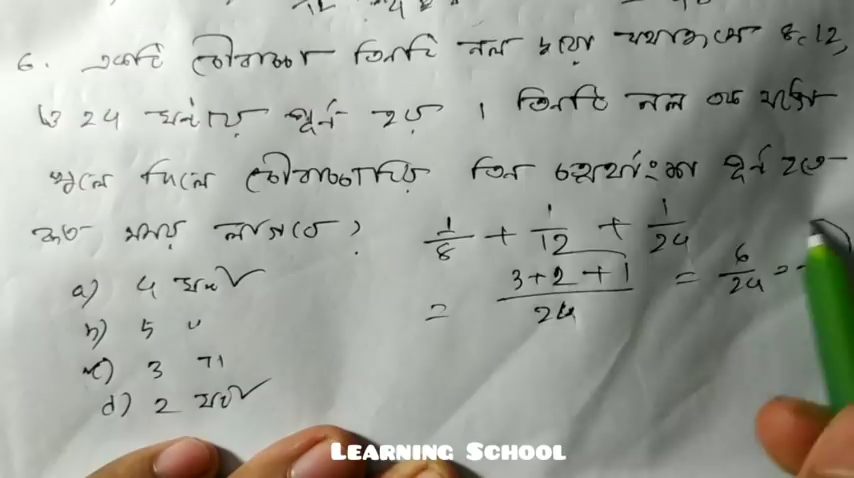 6. একটি চৌবাচ্চা তিনটি নল দ্বারা যথাক্রমে 8, 12,
ও 24 ঘন্টায় পূর্ন হয় । তিনটি নল এক সঙ্গে
খুলে দিলে চৌবাচ্চাটির তিন চতুর্থাংশ পূর্ন হতে
কত সময় লাগবে ? 1/8 + 1/12 + 1/24
a) 4 ঘন্টা = 3+2+1/24 = 6/24 =
b) 5 "
c) 3 "
d) 2 ঘন্টা
LEARNING SCHOOL